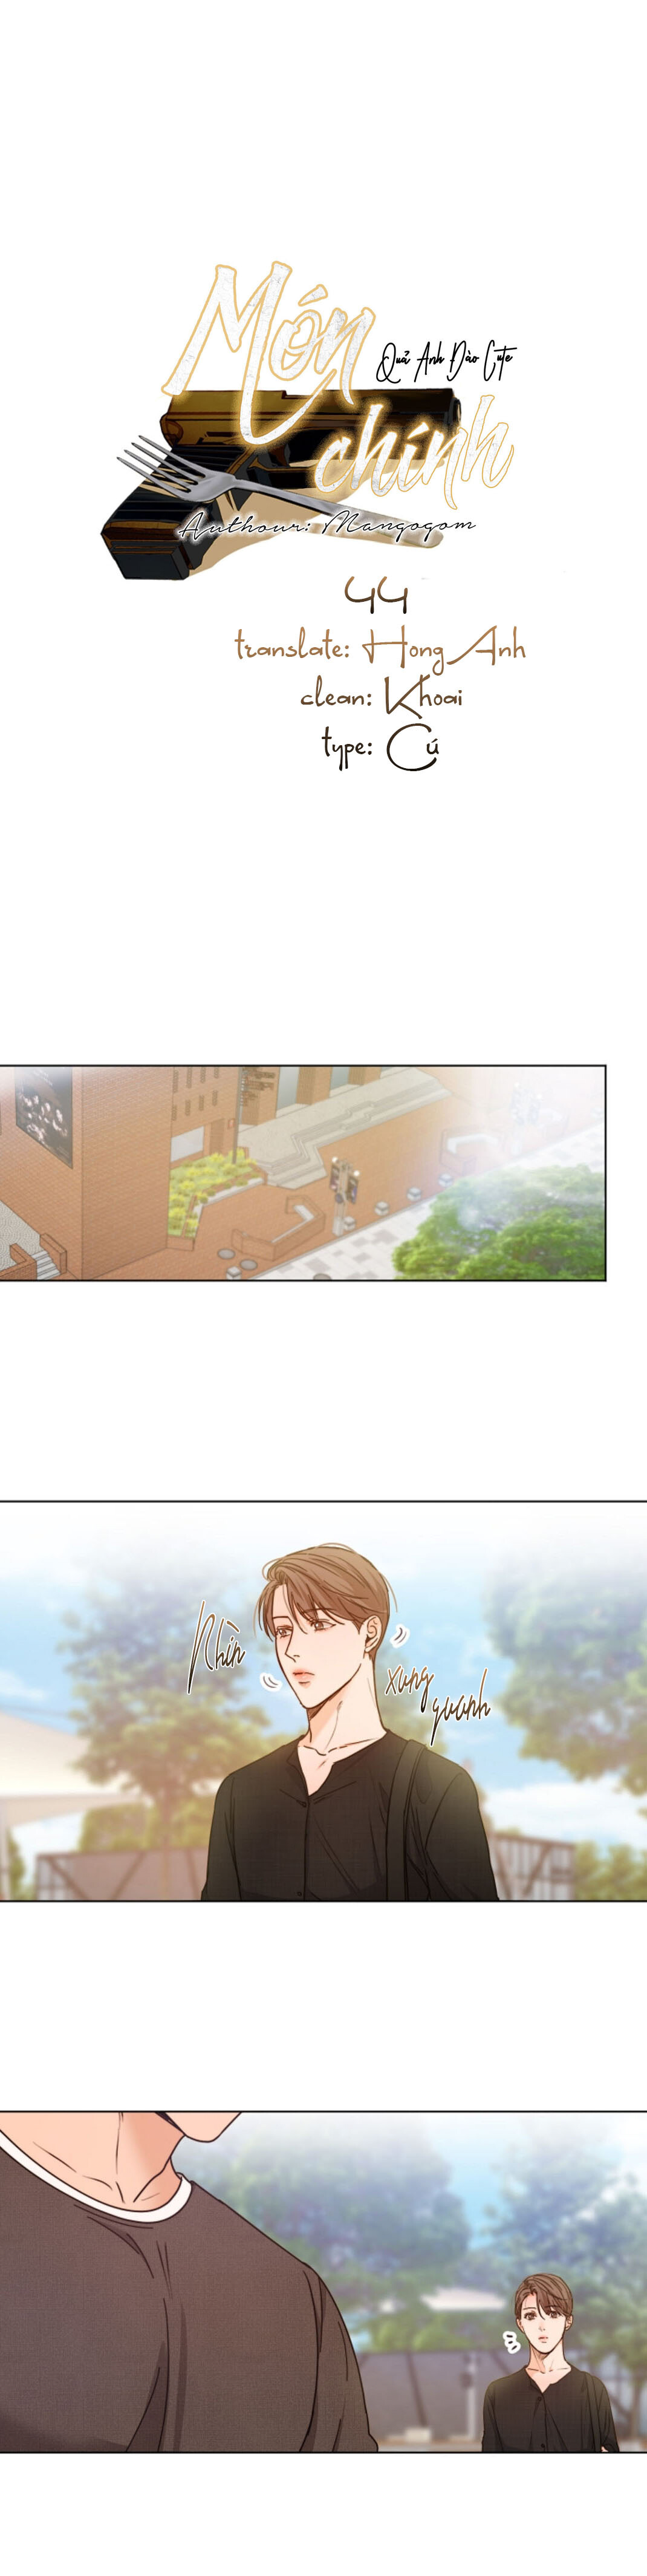 Món
Quả Anh Đào Cute
chính
Authour: Mangogom
44
translate: Hong Anh
clean: Khoai
type: Cú
Nhìn
xung
quanh